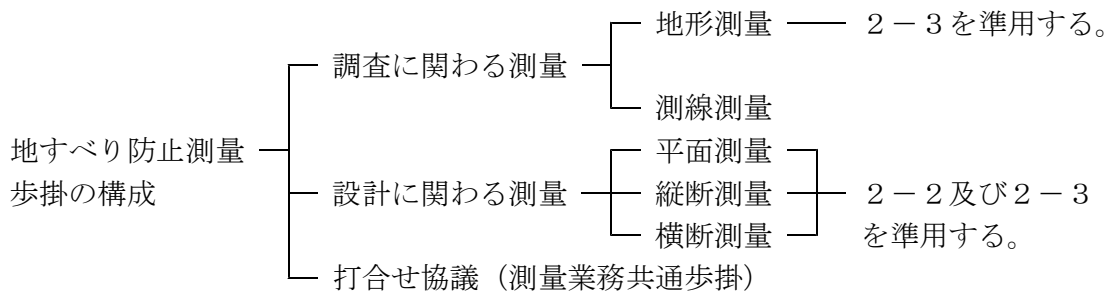 地形測量
２－３を準用する。
調査に関わる測量
測線測量
地すべり防止測量
歩掛の構成
平面測量
設計に関わる測量
縦断測量
横断測量
２－２及び２－３
を準用する。
打合せ協議（測量業務共通歩掛）